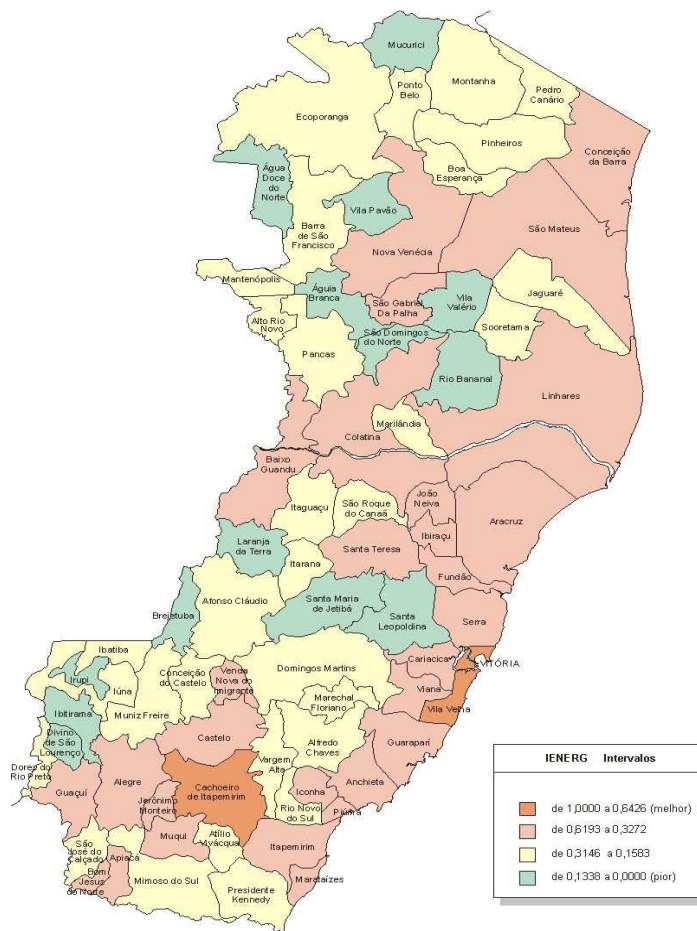 Mucurici
Montanha
Ponto
Belo
Pedro
Canário
Ecoporanga
Pinheiros
Conceição
da Barra
Boa
Esperança
Água
Doce
do
Norte
Vila Pavão
Barra
de São
Francisco
São Mateus
Nova Venécia
Mantenópolis
Águia
Branca
São Gabriel
Da Palha
Vila
Valério
Jaguaré
Alto Rio
Novo
São Domingos
do Norte
Sooretama
Pancas
Rio Bananal
Linhares
Marilândia
Colatina
Baixo
Guandu
João
Neiva
Itaguaçu
São Roque
do Canaã
Aracruz
Ibiraçu
Laranja
da Terra
Santa Teresa
Itarana
Fundão
Afonso Cláudio
Santa Maria
de Jetibá
Santa
Leopoldina
Serra
Brejetuba
Ibatiba
Cariacica
VITÓRIA
Domingos Martins
Conceição
do Castelo
Venda
Nova do
Imigrante
Irupi
Iúna
Viana
Marechal
Floriano
Vila Velha
Ibitirama
Muniz Freire
Divino
de São
Lourenço
Castelo
Alfredo
Chaves
Guarapari
Dores do
Rio Preto
Vargem
Alta
Guaçuí
Alegre
Cachoeiro
de Itapemirim
Anchieta
Iconha
Jerônimo
Monteiro
Rio Novo
do Sul
Piúma
Muqui
Atílio
Vivácqua
Itapemirim
São
José do
Calçado
Apiacá
Bom
Jesus
do Norte
Mimoso do Sul
Presidente
Kennedy
Marataízes
IENERG Intervalos
de 1,0000 a 0,6426 (melhor)
de 0,6193 a 0,3272
de 0,3146 a 0,1583
de 0,1338 a 0,0000 (pior)